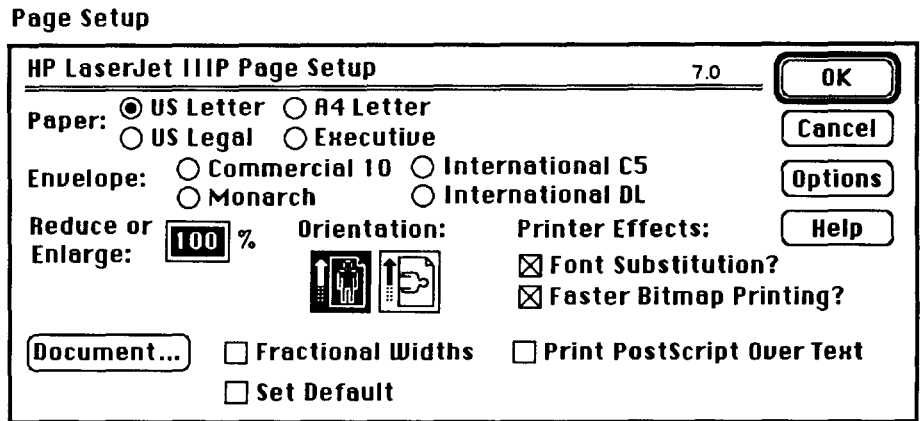 Page Setup
HP LaserJet IIIP Page Setup 7.0 OK
Paper: US Letter A4 Letter
US Legal Executive Cancel
Envelope: Commercial 10 International C5
Monarch International DL Options
Reduce or Enlarge: 100 % Orientation: Printer Effects: Help
Font Substitution?
Faster Bitmap Printing?
Document... Fractional Widths Print PostScript Over Text
Set Default